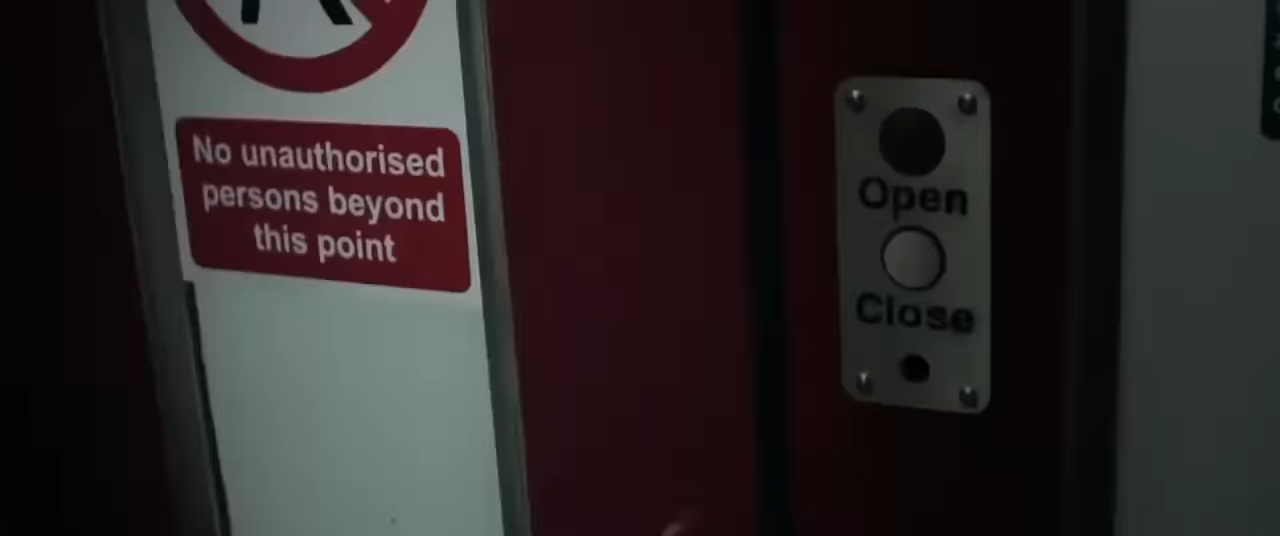 No unauthorised
persons beyond
this point
Open
Close